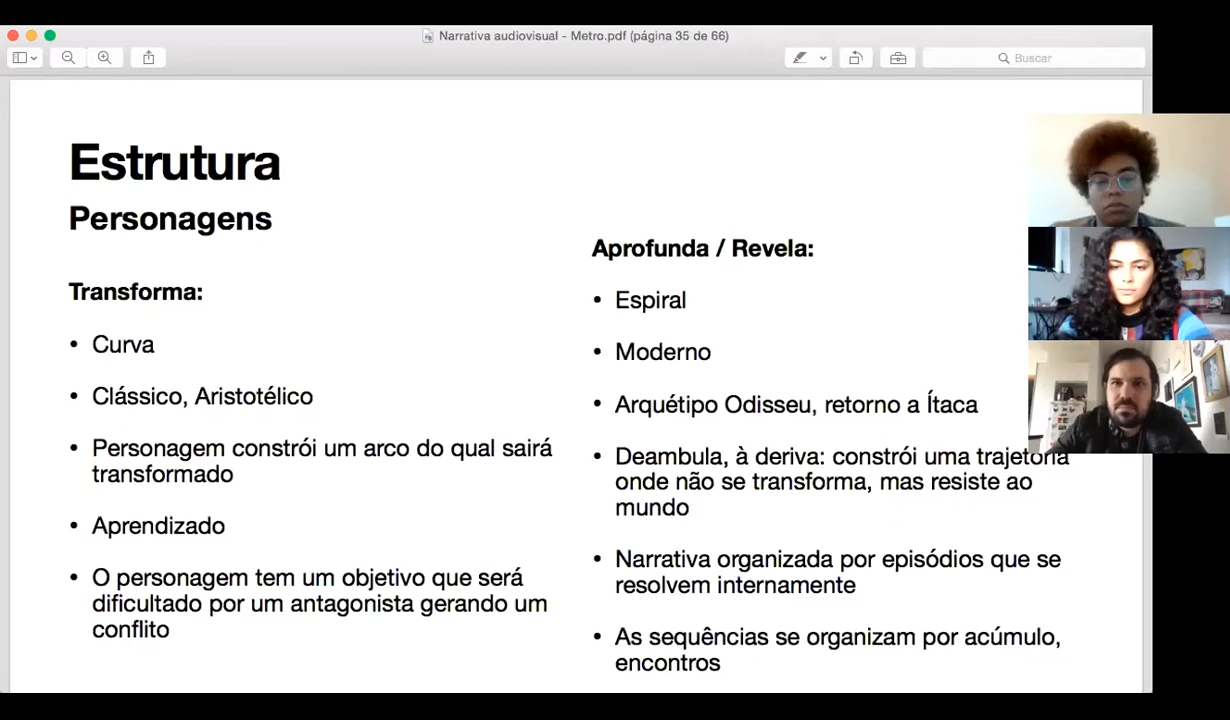 Narrativa audiovisual - Metro.pdf (página 35 de 66)
Buscar
Estrutura
Personagens
Transforma:
• Curva
• Clássico, Aristotélico
• Personagem constrói um arco do qual sairá
transformado
• Aprendizado
• O personagem tem um objetivo que será
dificultado por um antagonista gerando um
conflito
Aprofunda / Revela:
• Espiral
• Moderno
• Arquétipo Odisseu, retorno a Ítaca
• Deambula, à deriva: constrói uma trajetória
onde não se transforma, mas resiste ao
mundo
• Narrativa organizada por episódios que se
resolvem internamente
• As sequências se organizam por acúmulo,
encontros